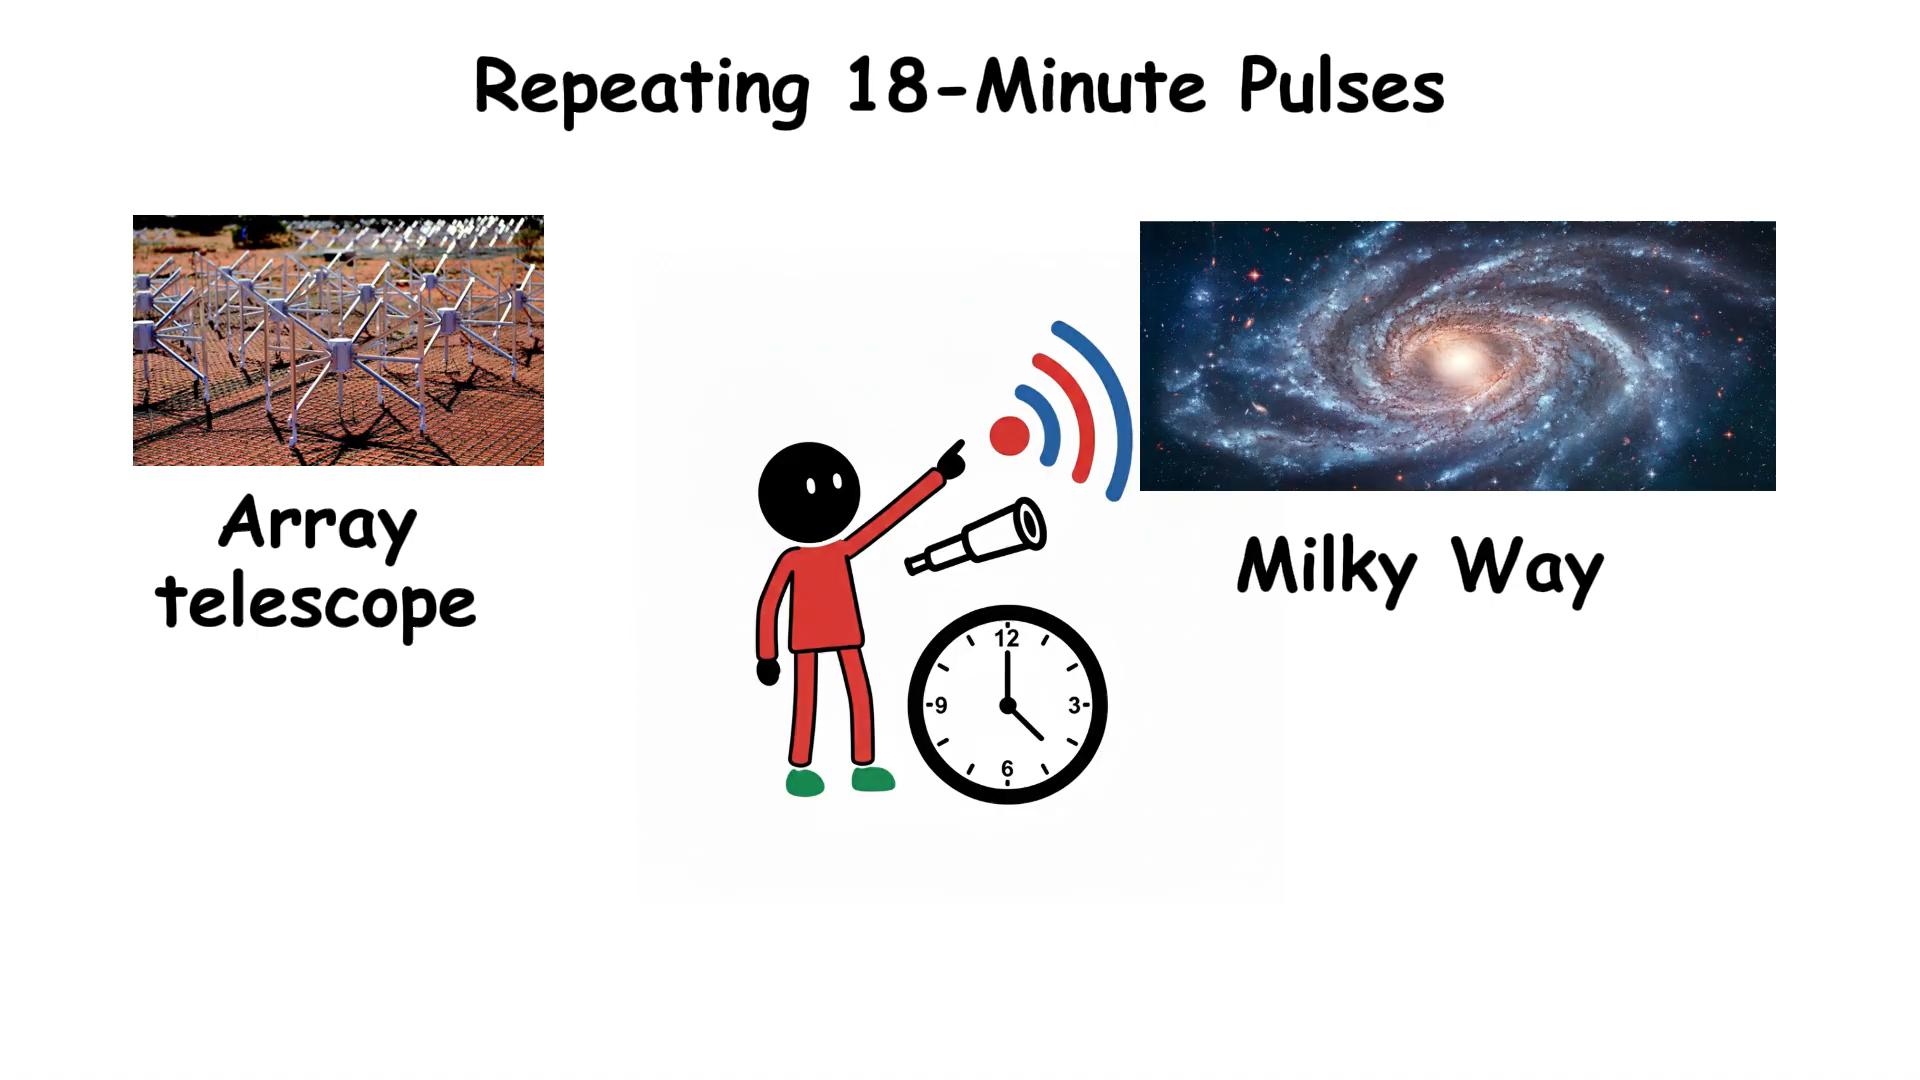 Repeating 18-Minute Pulses
Array
telescope
Milky Way
12
-9
3-
6